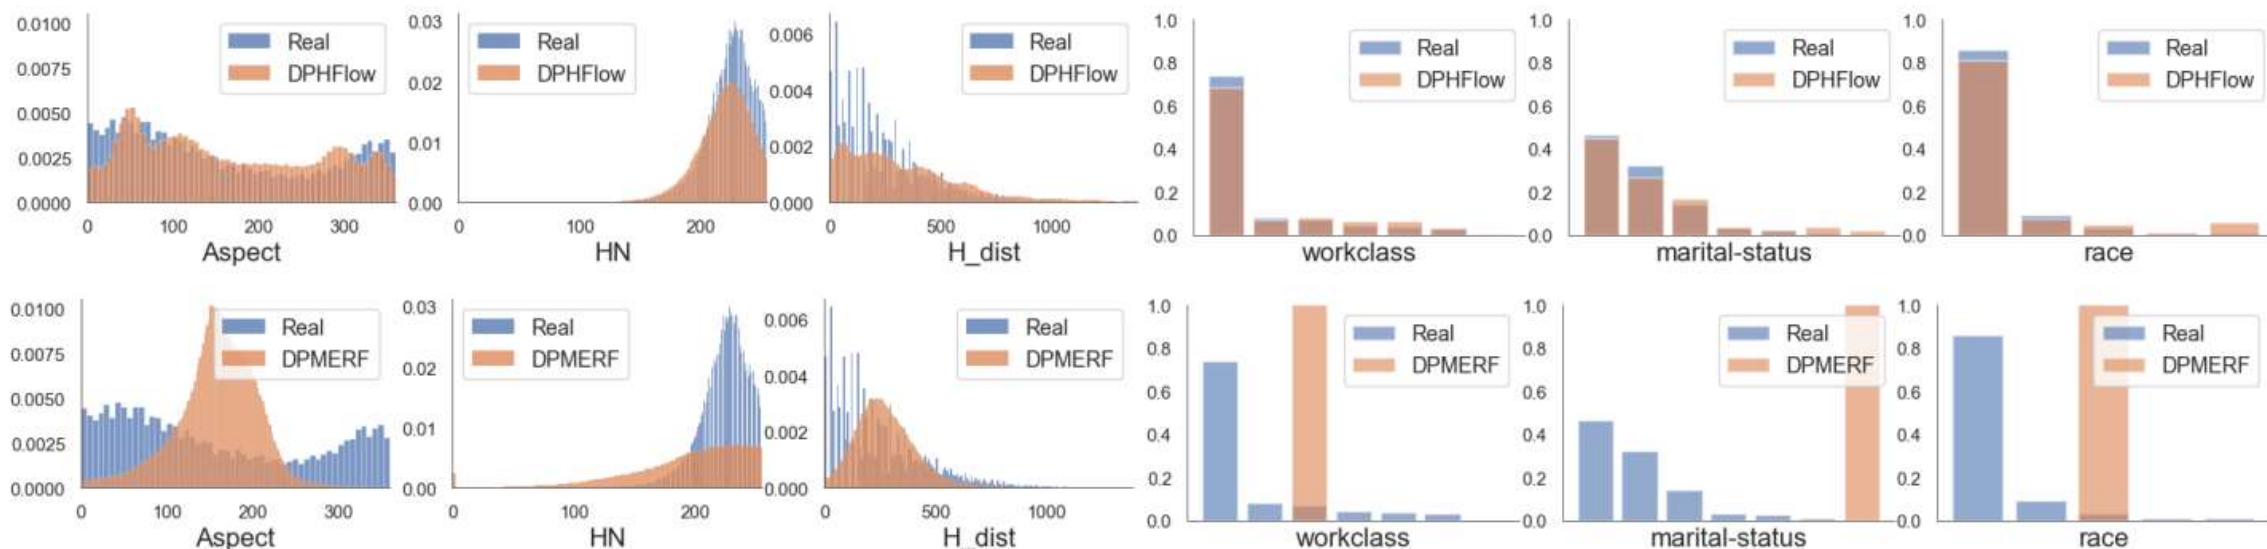 0.0100
0.0075
0.0050
0.0025
0.0000
0 100 200 300
Aspect
Real
DPHFlow
0.03
0.02
0.01
0.00
0 100 200
HN
Real
DPHFlow
0.006
0.004
0.002
0.000
0 500 1000
H_dist
Real
DPHFlow
1.0
0.8
0.6
0.4
0.2
0.0
workclass
Real
DPHFlow
1.0
0.8
0.6
0.4
0.2
0.0
marital-status
Real
DPHFlow
1.0
0.8
0.6
0.4
0.2
0.0
race
Real
DPHFlow
0.0100
0.0075
0.0050
0.0025
0.0000
0 100 200 300
Aspect
Real
DPMERF
0.03
0.02
0.01
0.00
0 100 200
HN
Real
DPMERF
0.006
0.004
0.002
0.000
0 500 1000
H_dist
Real
DPMERF
1.0
0.8
0.6
0.4
0.2
0.0
workclass
Real
DPMERF
1.0
0.8
0.6
0.4
0.2
0.0
marital-status
Real
DPMERF
1.0
0.8
0.6
0.4
0.2
0.0
race
Real
DPMERF